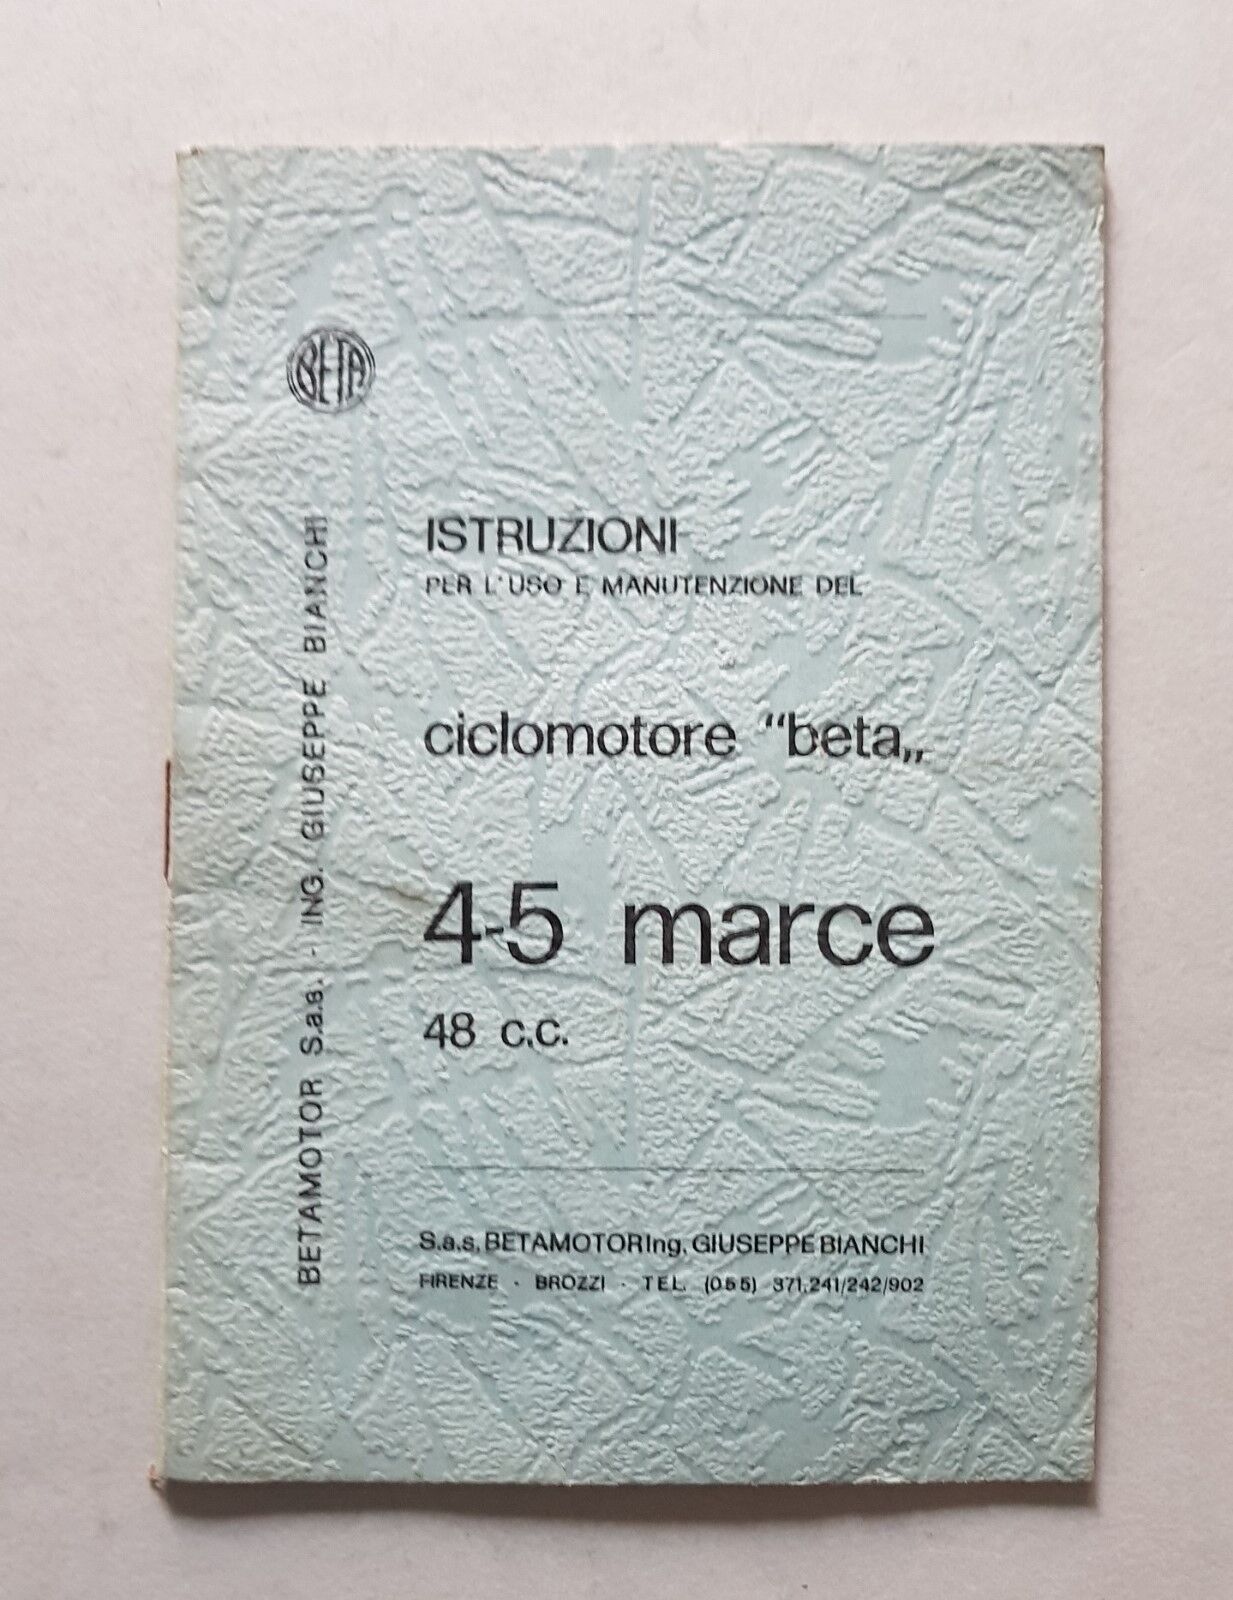 BETA
BETAMOTOR S.a.s. - ING. GIUSEPPE BIANCHI
ISTRUZIONI
PER L'USO E MANUTENZIONE DEL
ciclomotore "beta„
4-5 marce
48 c.c.
S.a.s. BETAMOTOR Ing. GIUSEPPE BIANCHI
FIRENZE - BROZZI - TEL. (055) 371.241/242/902